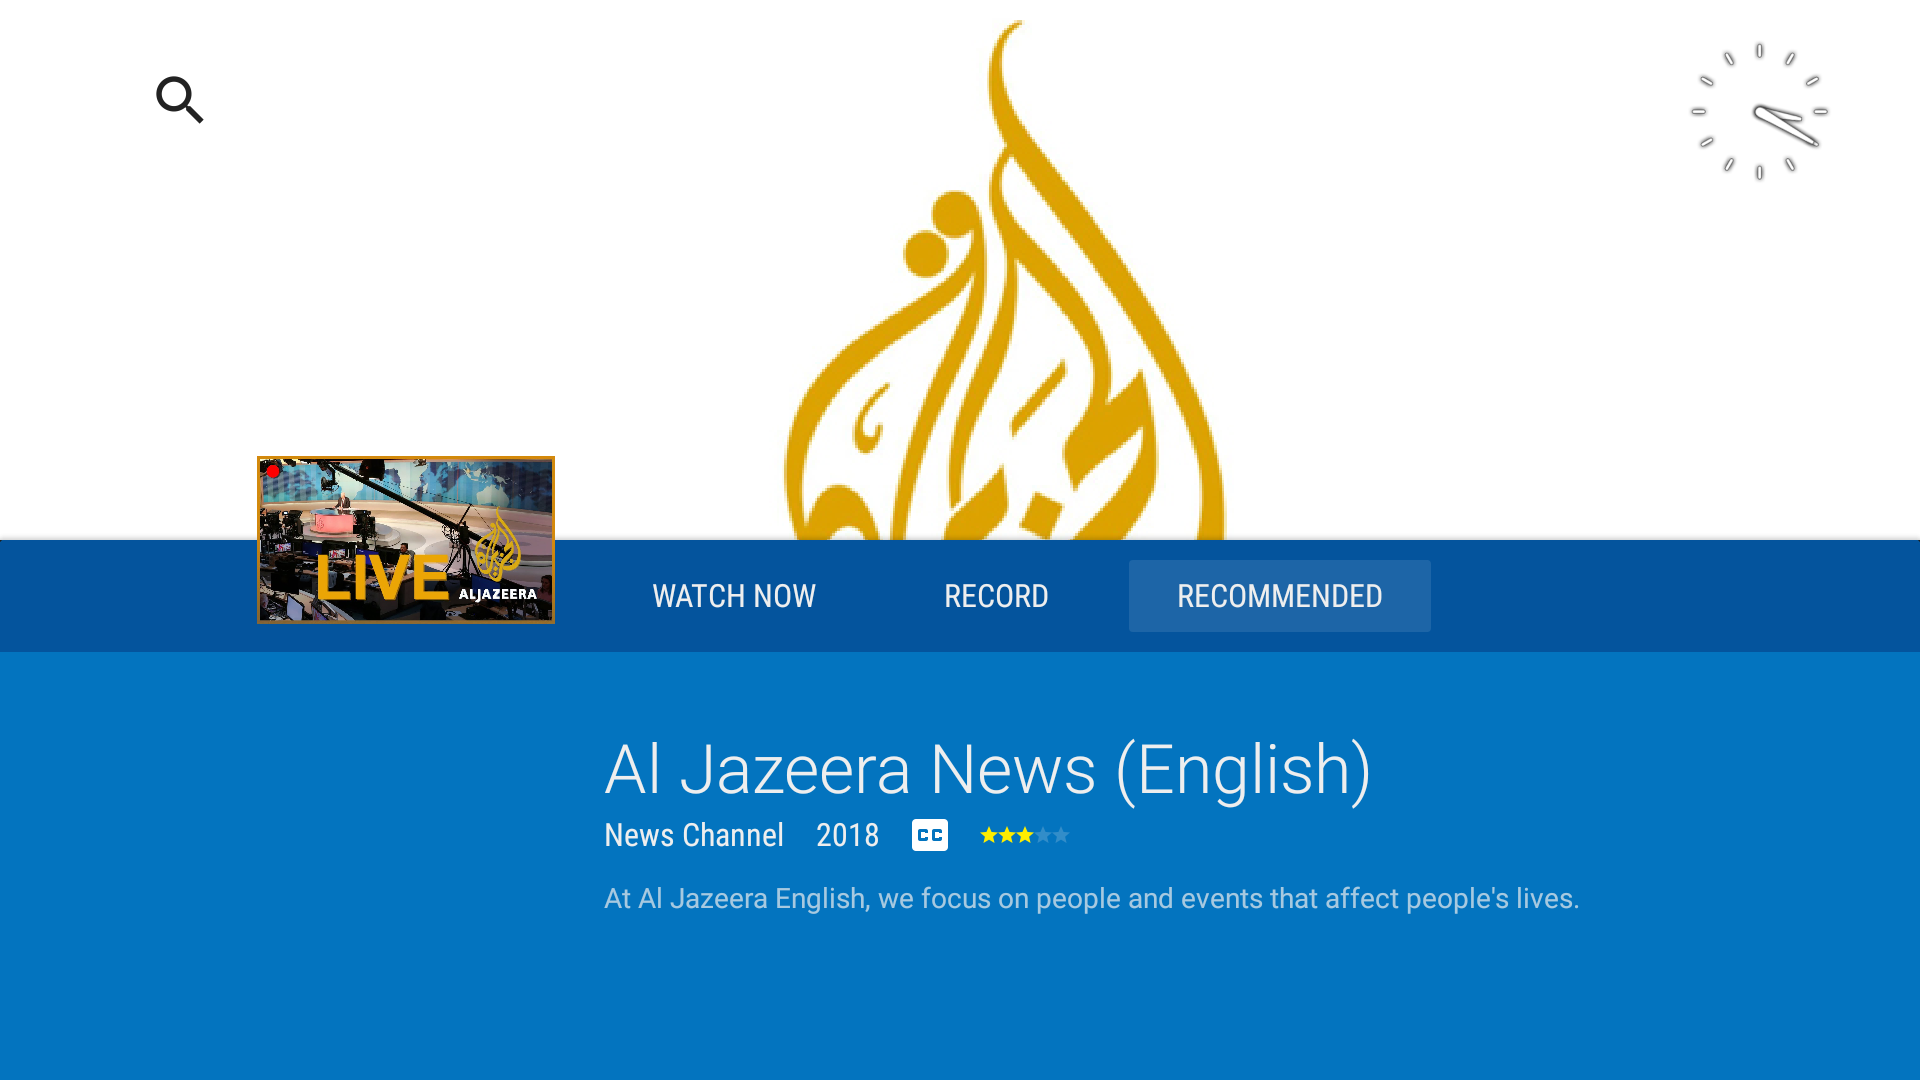 LIVE
ALJAZEERA
WATCH NOW
RECORD
RECOMMENDED
Al Jazeera News (English)
News Channel 2018 CC
At Al Jazeera English, we focus on people and events that affect people's lives.